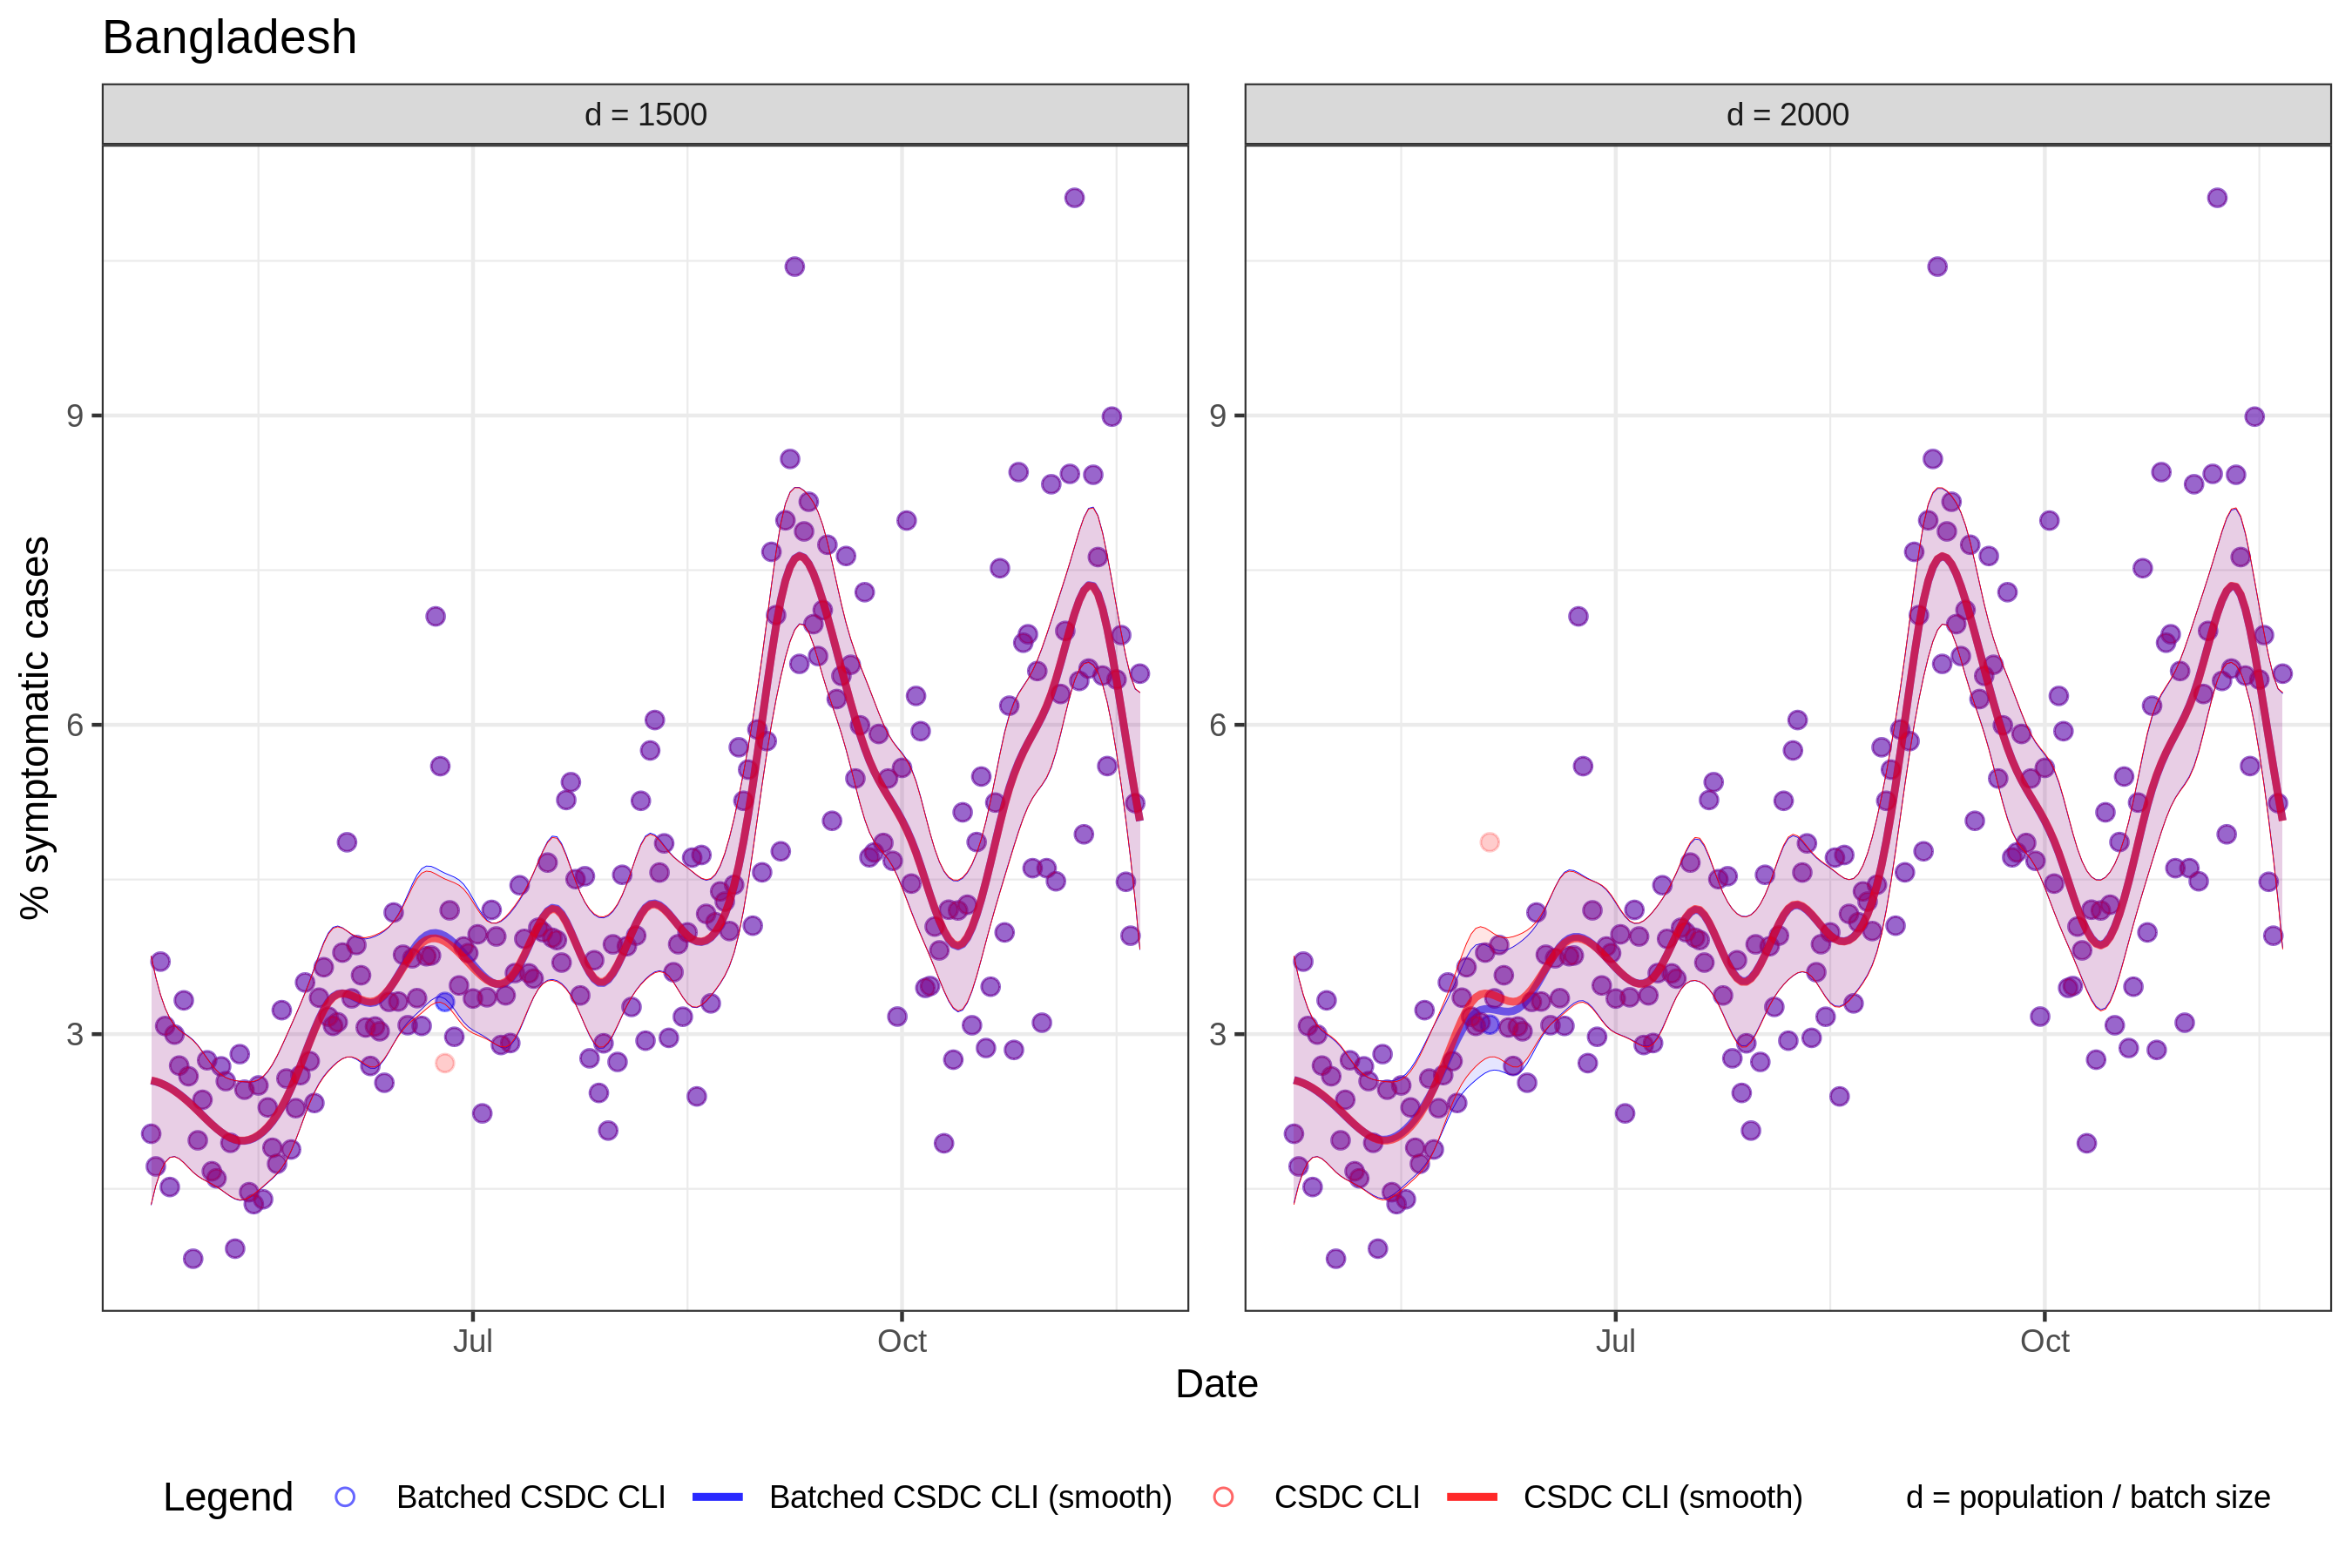 Bangladesh
d = 1500
d = 2000
% symptomatic cases
9
6
3
9
6
3
Jul
Oct
Jul
Oct
Date
Legend
Batched CSDC CLI
Batched CSDC CLI (smooth)
CSDC CLI
CSDC CLI (smooth)
d = population / batch size